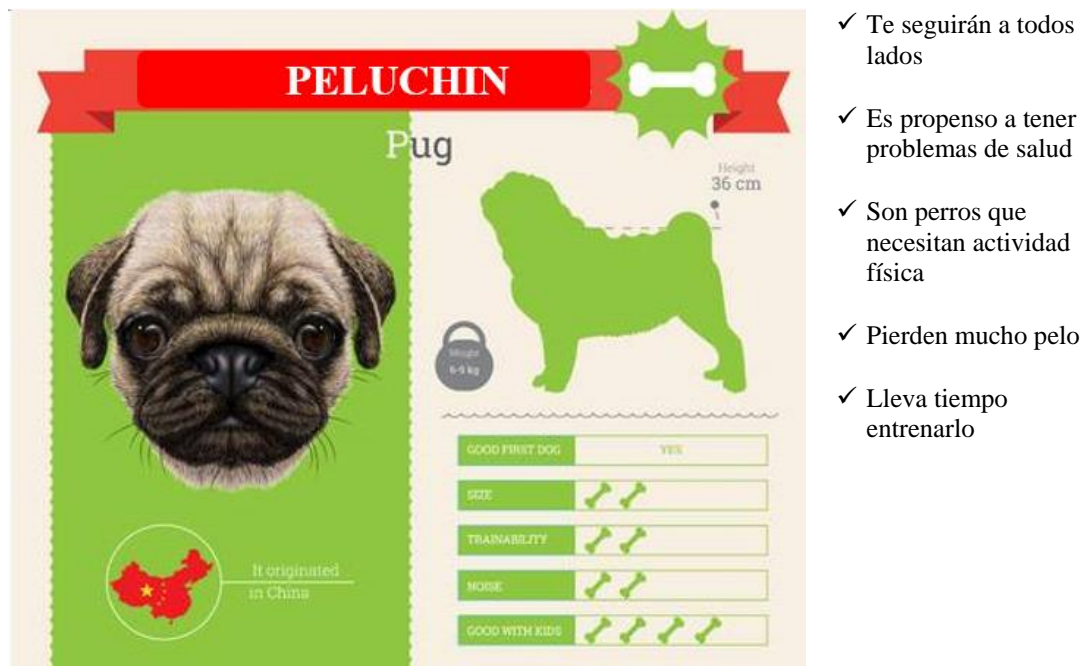 PELUCHIN
Pug
Height
36 cm
Weight
6-9 kg
GOOD FIRST DOG YES
SIZE
TRAINABILITY
NOISE
GOOD WITH KIDS
It originated
in China
✓ Te seguirán a todos
lados
✓ Es propenso a tener
problemas de salud
✓ Son perros que
necesitan actividad
física
✓ Pierden mucho pelo
✓ Lleva tiempo
entrenarlo